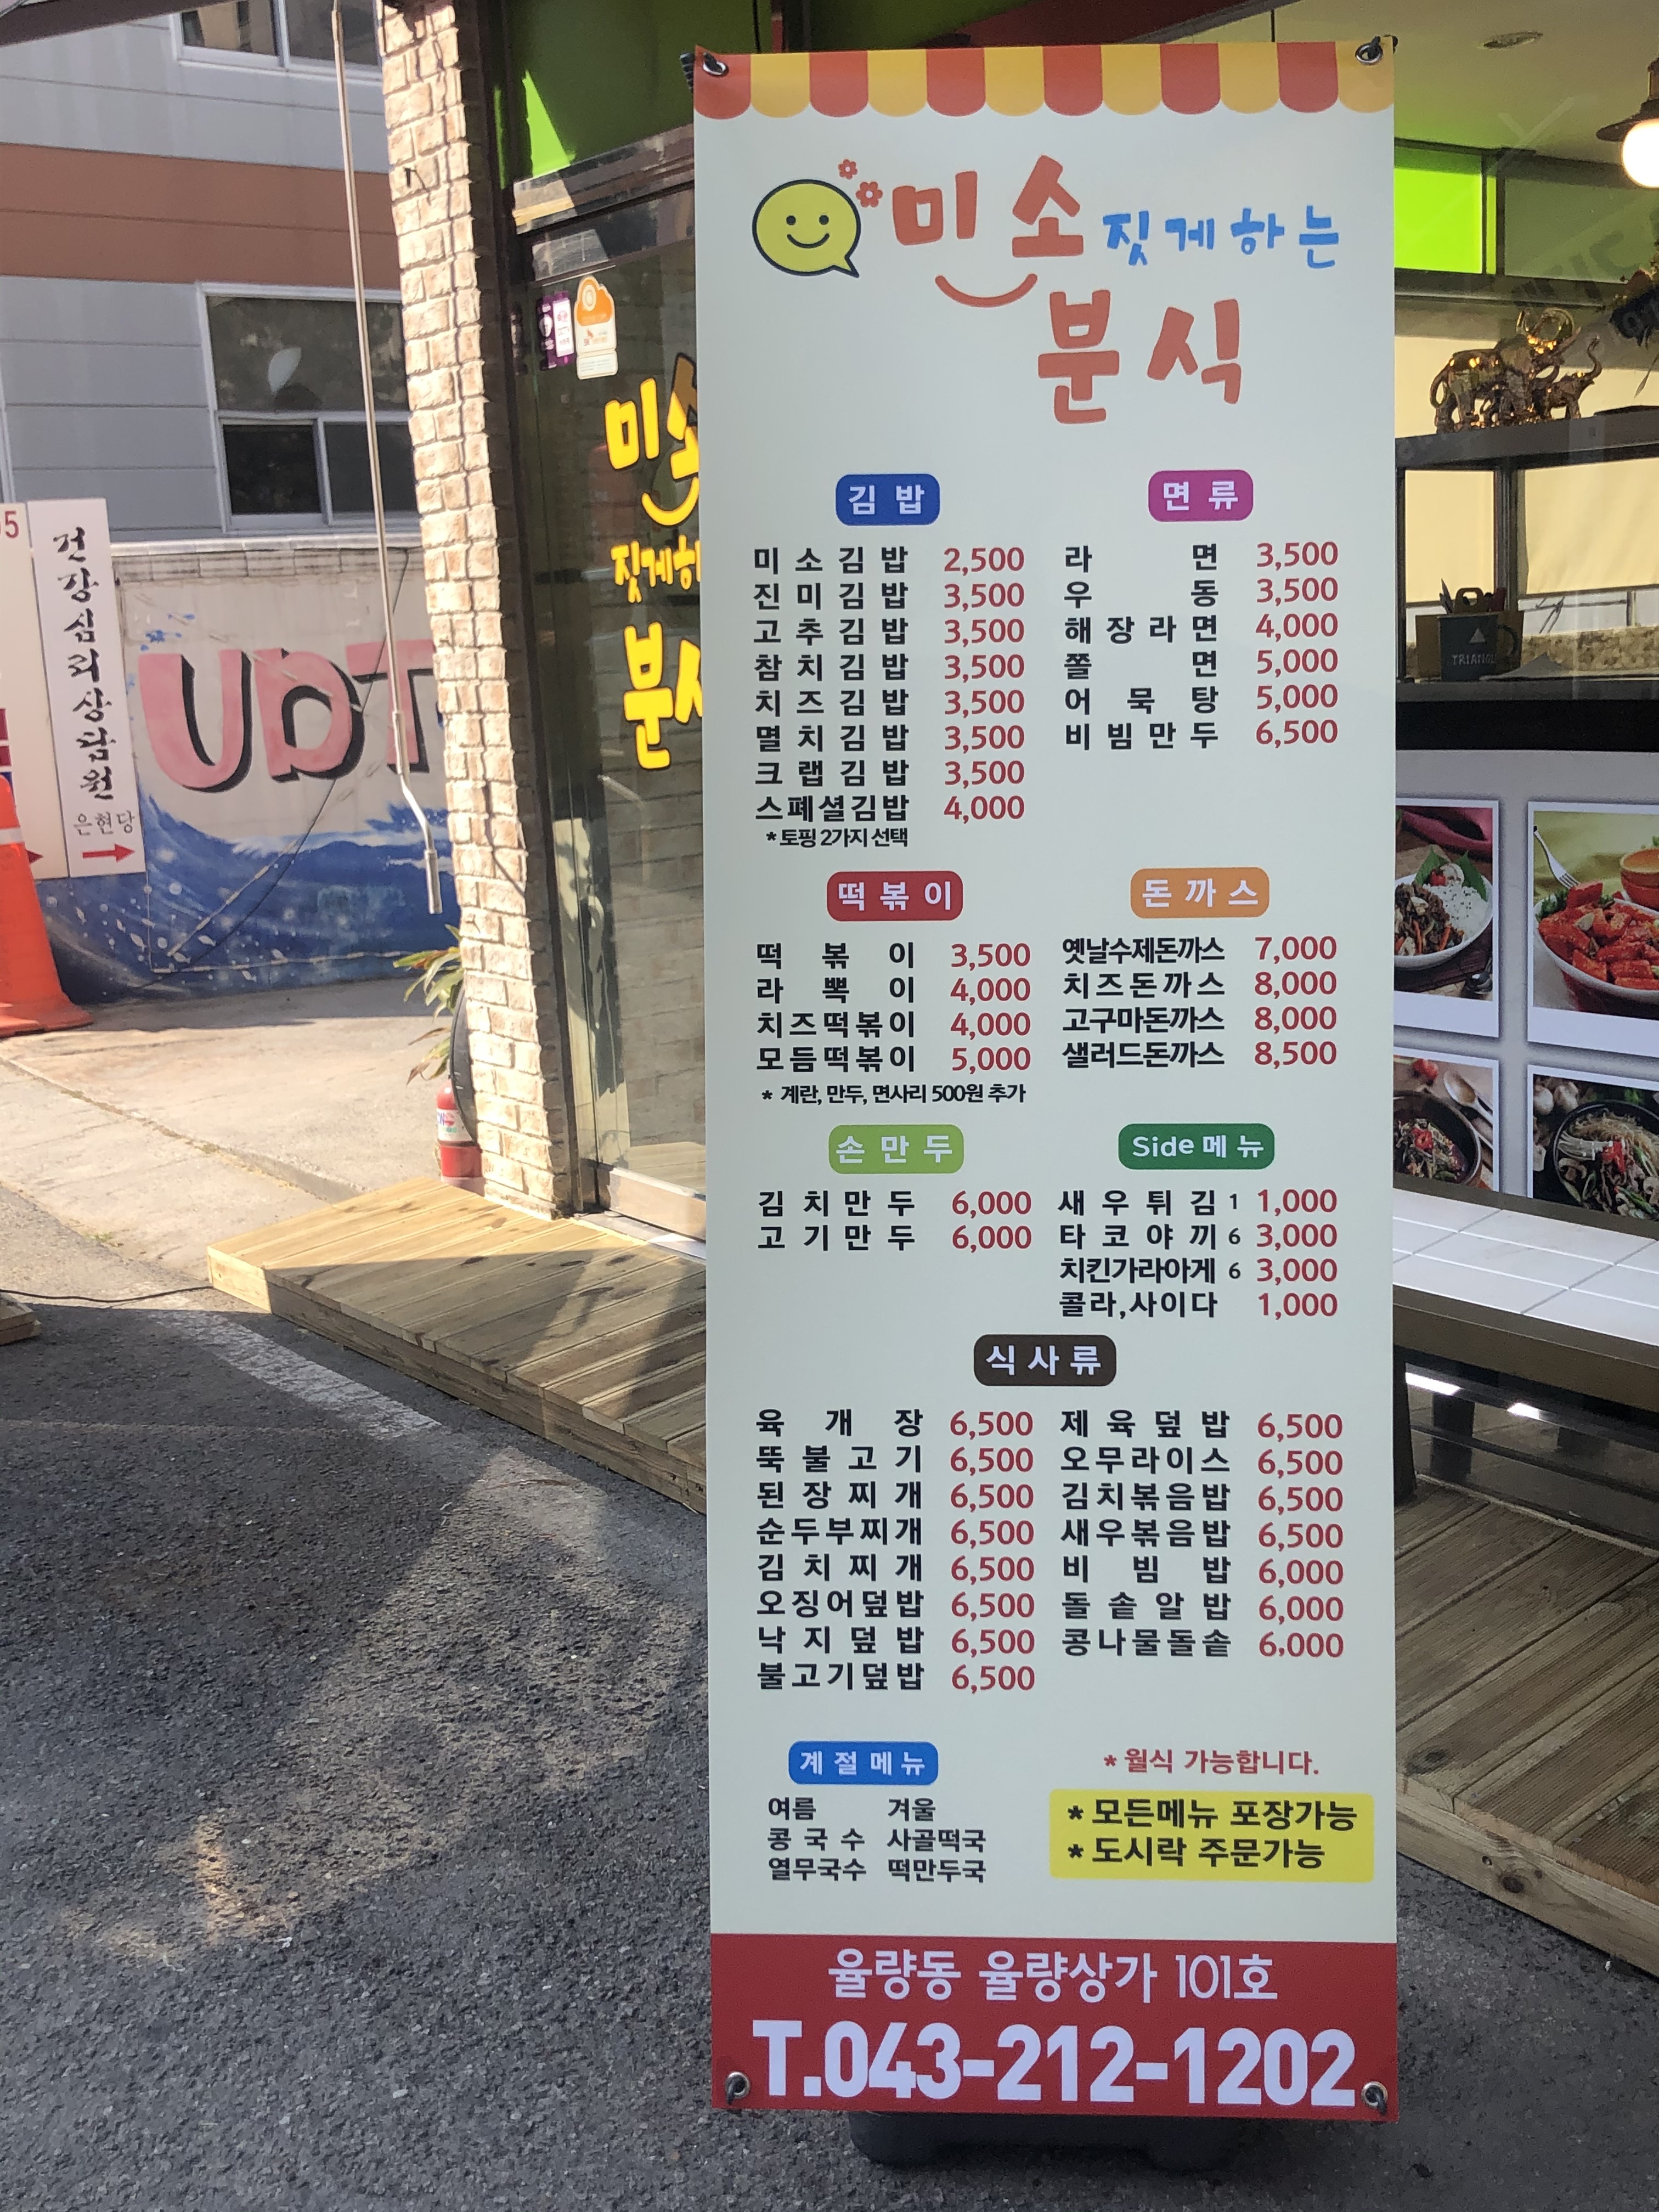 미소짓게하는
분식
김밥
미소김밥 2,500
진미김밥 3,500
고추김밥 3,500
참치김밥 3,500
치즈김밥 3,500
멸치김밥 3,500
크랩김밥 3,500
스폐셜김밥 4,000
*토핑 2가지 선택
면류
라면 3,500
우동 3,500
해장라면 4,000
쫄면 5,000
어묵탕 5,000
비빔만두 6,500
떡볶이
떡볶이 3,500
라뽁이 4,000
치즈떡볶이 4,000
모듬떡볶이 5,000
* 계란, 만두, 면사리 500원 추가
돈까스
옛날수제돈까스 7,000
치즈돈까스 8,000
고구마돈까스 8,000
샐러드돈까스 8,500
손만두
김치만두 6,000
고기만두 6,000
Side메뉴
새우튀김 1 1,000
타코야끼 6 3,000
치킨가라아게 6 3,000
콜라,사이다 1,000
식사류
육개장 6,500
뚝불고기 6,500
된장찌개 6,500
순두부찌개 6,500
김치찌개 6,500
오징어덮밥 6,500
낙지덮밥 6,500
불고기덮밥 6,500
제육덮밥 6,500
오무라이스 6,500
김치볶음밥 6,500
새우볶음밥 6,500
비빔밥 6,000
돌솥알밥 6,000
콩나물돌솥 6,000
계절메뉴
여름 겨울
콩국수 사골떡국
열무국수 떡만두국
* 월식 가능합니다.
* 모든메뉴 포장가능
* 도시락 주문가능
율량동 율량상가 101호
T.043-212-1202
미소
짓게하
분식
전장심리상담원
은현당
UDT
TRIANGL